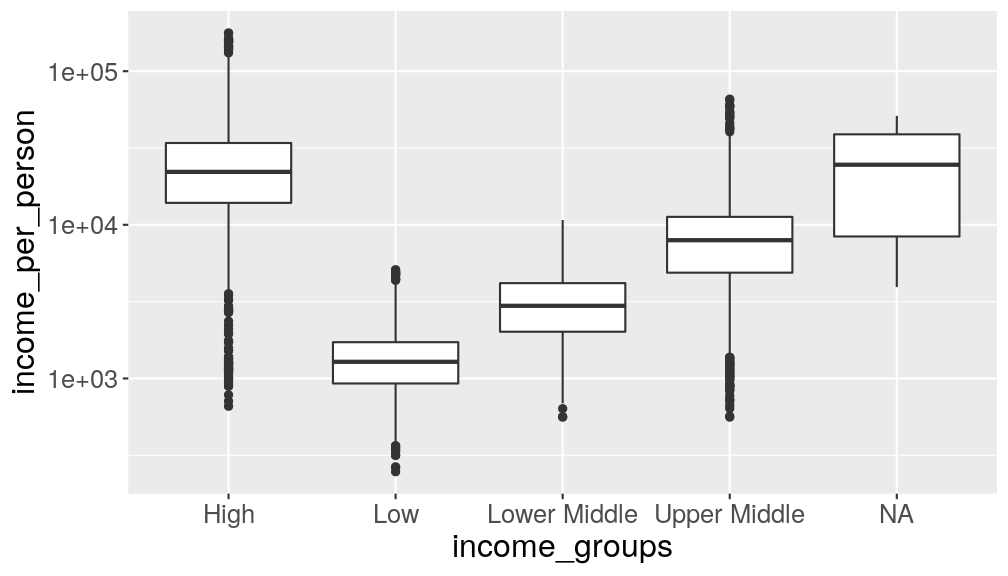 income_per_person
1e+05
1e+04
1e+03
High Low Lower Middle Upper Middle NA
income_groups